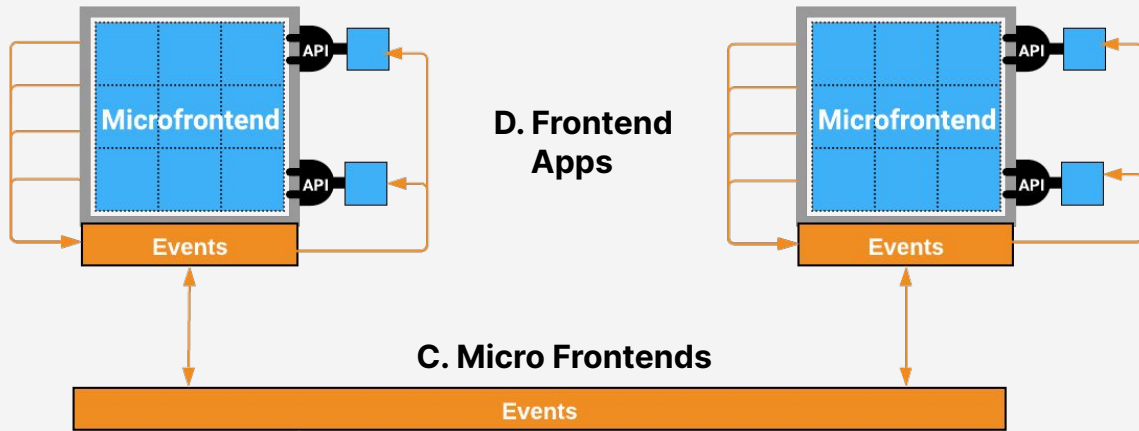 API
API
Microfrontend
D. Frontend
Apps
Microfrontend
API
API
Events
Events
C. Micro Frontends
Events